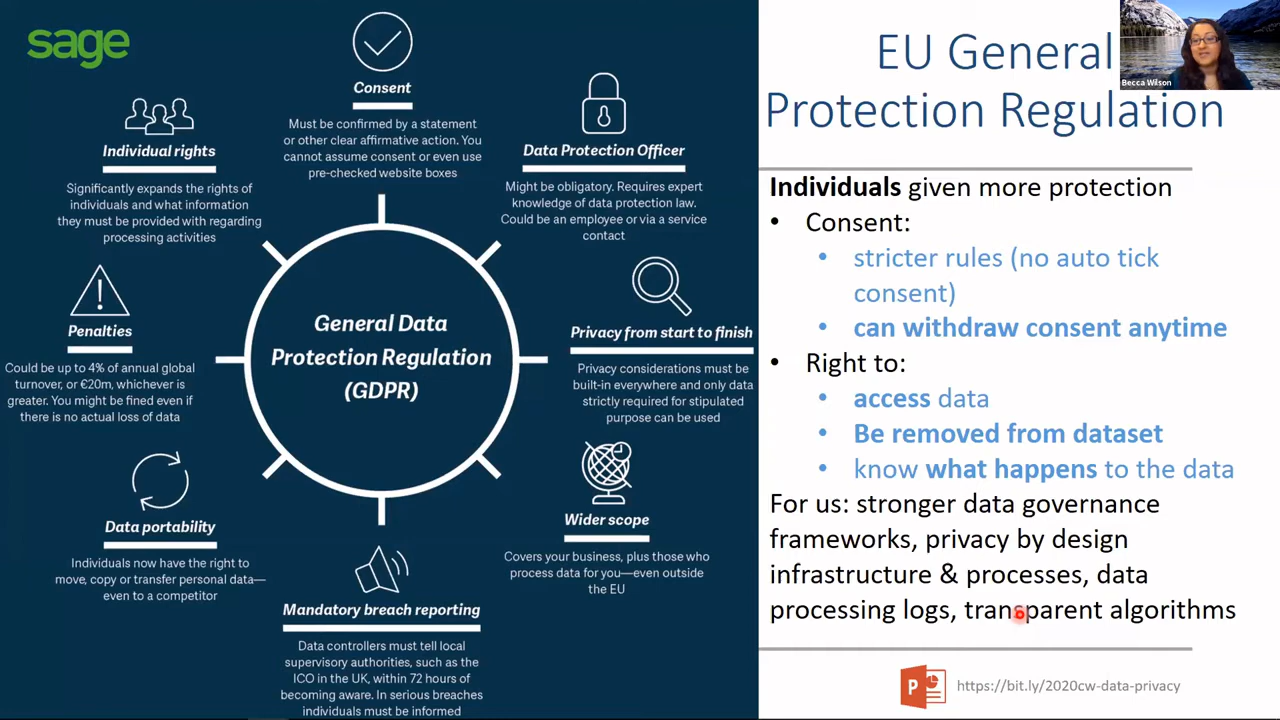 sage
Consent
Must be confirmed by a statement
or other clear affirmative action. You
cannot assume consent or even use
pre-checked website boxes
Individual rights
Significantly expands the rights of
individuals and what information
they must be provided with regarding
processing activities
Data Protection Officer
Might be obligatory. Requires expert
knowledge of data protection law.
Could be an employee or via a service
contact
Penalties
Could be up to 4% of annual global
turnover, or €20m, whichever is
greater. You might be fined even if
there is no actual loss of data
General Data
Protection Regulation
(GDPR)
Privacy from start to finish
Privacy considerations must be
built-in everywhere and only data
strictly required for stipulated
purpose can be used
Data portability
Individuals now have the right to
move, copy or transfer personal data—
even to a competitor
Wider scope
Covers your business, plus those who
process data for you—even outside
the EU
Mandatory breach reporting
Data controllers must tell local
supervisory authorities, such as the
ICO in the UK, within 72 hours of
becoming aware. In serious breaches
individuals must be informed
EU General
Protection Regulation
Becca Wilson
Individuals given more protection
• Consent:
• stricter rules (no auto tick
consent)
• can withdraw consent anytime
• Right to:
• access data
• Be removed from dataset
• know what happens to the data
For us: stronger data governance
frameworks, privacy by design
infrastructure & processes, data
processing logs, transparent algorithms
P
https://bit.ly/2020cw-data-privacy